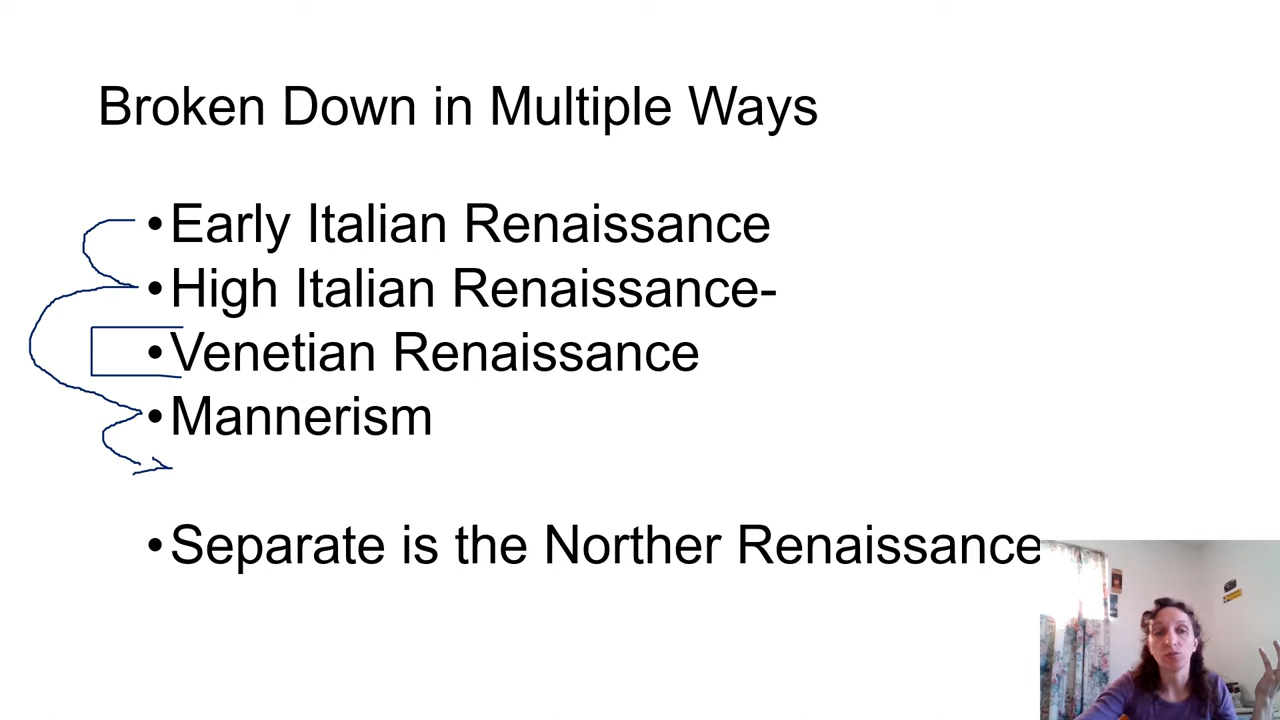 Broken Down in Multiple Ways
•Early Italian Renaissance
•High Italian Renaissance-
•Venetian Renaissance
•Mannerism
•Separate is the Norther Renaissance